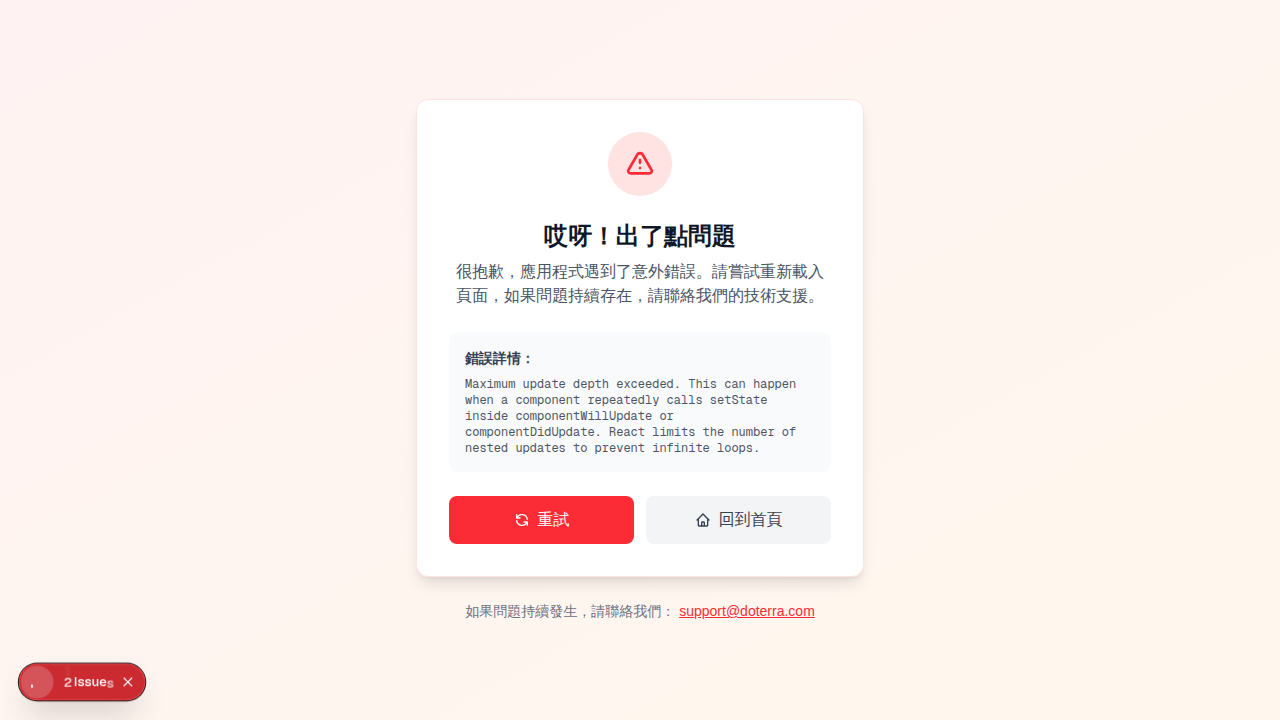 哎呀！出了點問題
很抱歉，應用程式遇到了意外錯誤。請嘗試重新載入
頁面，如果問題持續存在，請聯絡我們的技術支援。
錯誤詳情：
Maximum update depth exceeded. This can happen
when a component repeatedly calls setState
inside componentWillUpdate or
componentDidUpdate. React limits the number of
nested updates to prevent infinite loops.
重試
回到首頁
如果問題持續發生，請聯絡我們： support@doterra.com
2 Issues